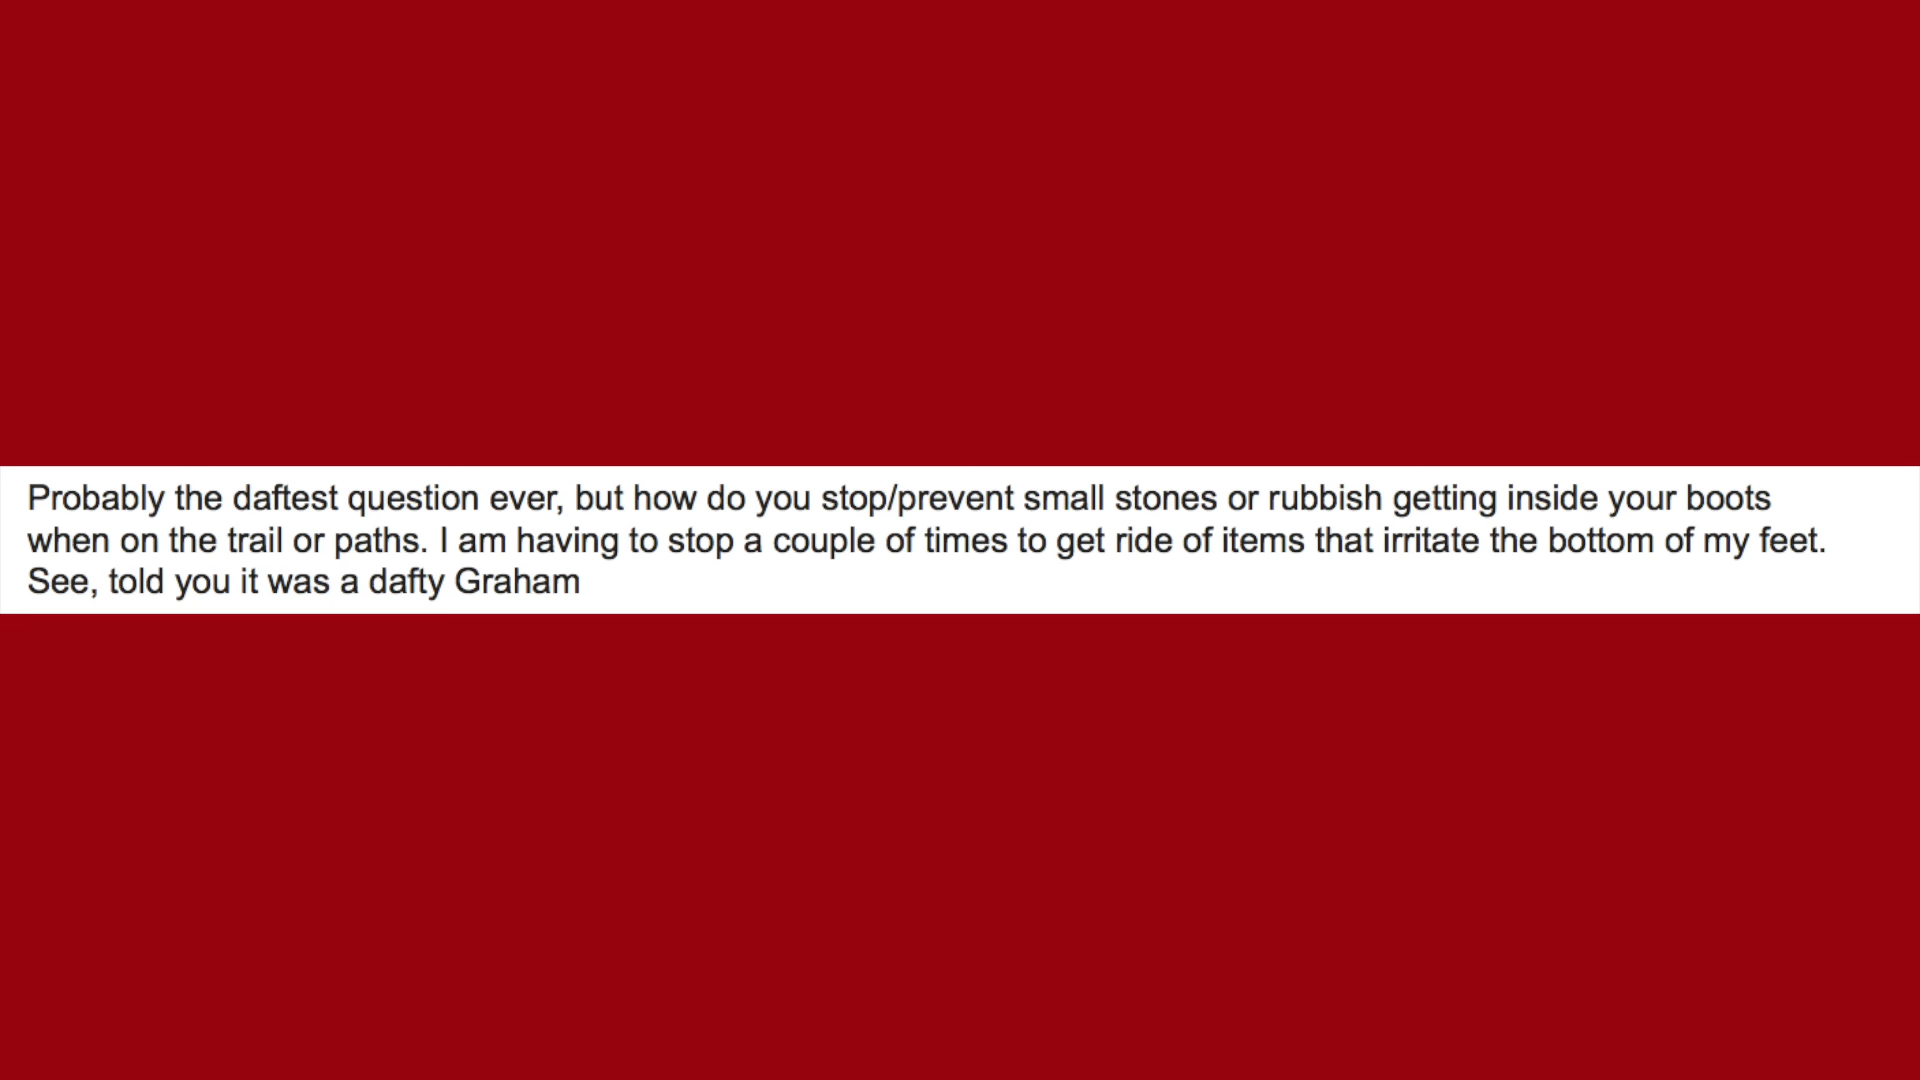 Probably the daftest question ever, but how do you stop/prevent small stones or rubbish getting inside your boots
when on the trail or paths. I am having to stop a couple of times to get ride of items that irritate the bottom of my feet.
See, told you it was a dafty Graham